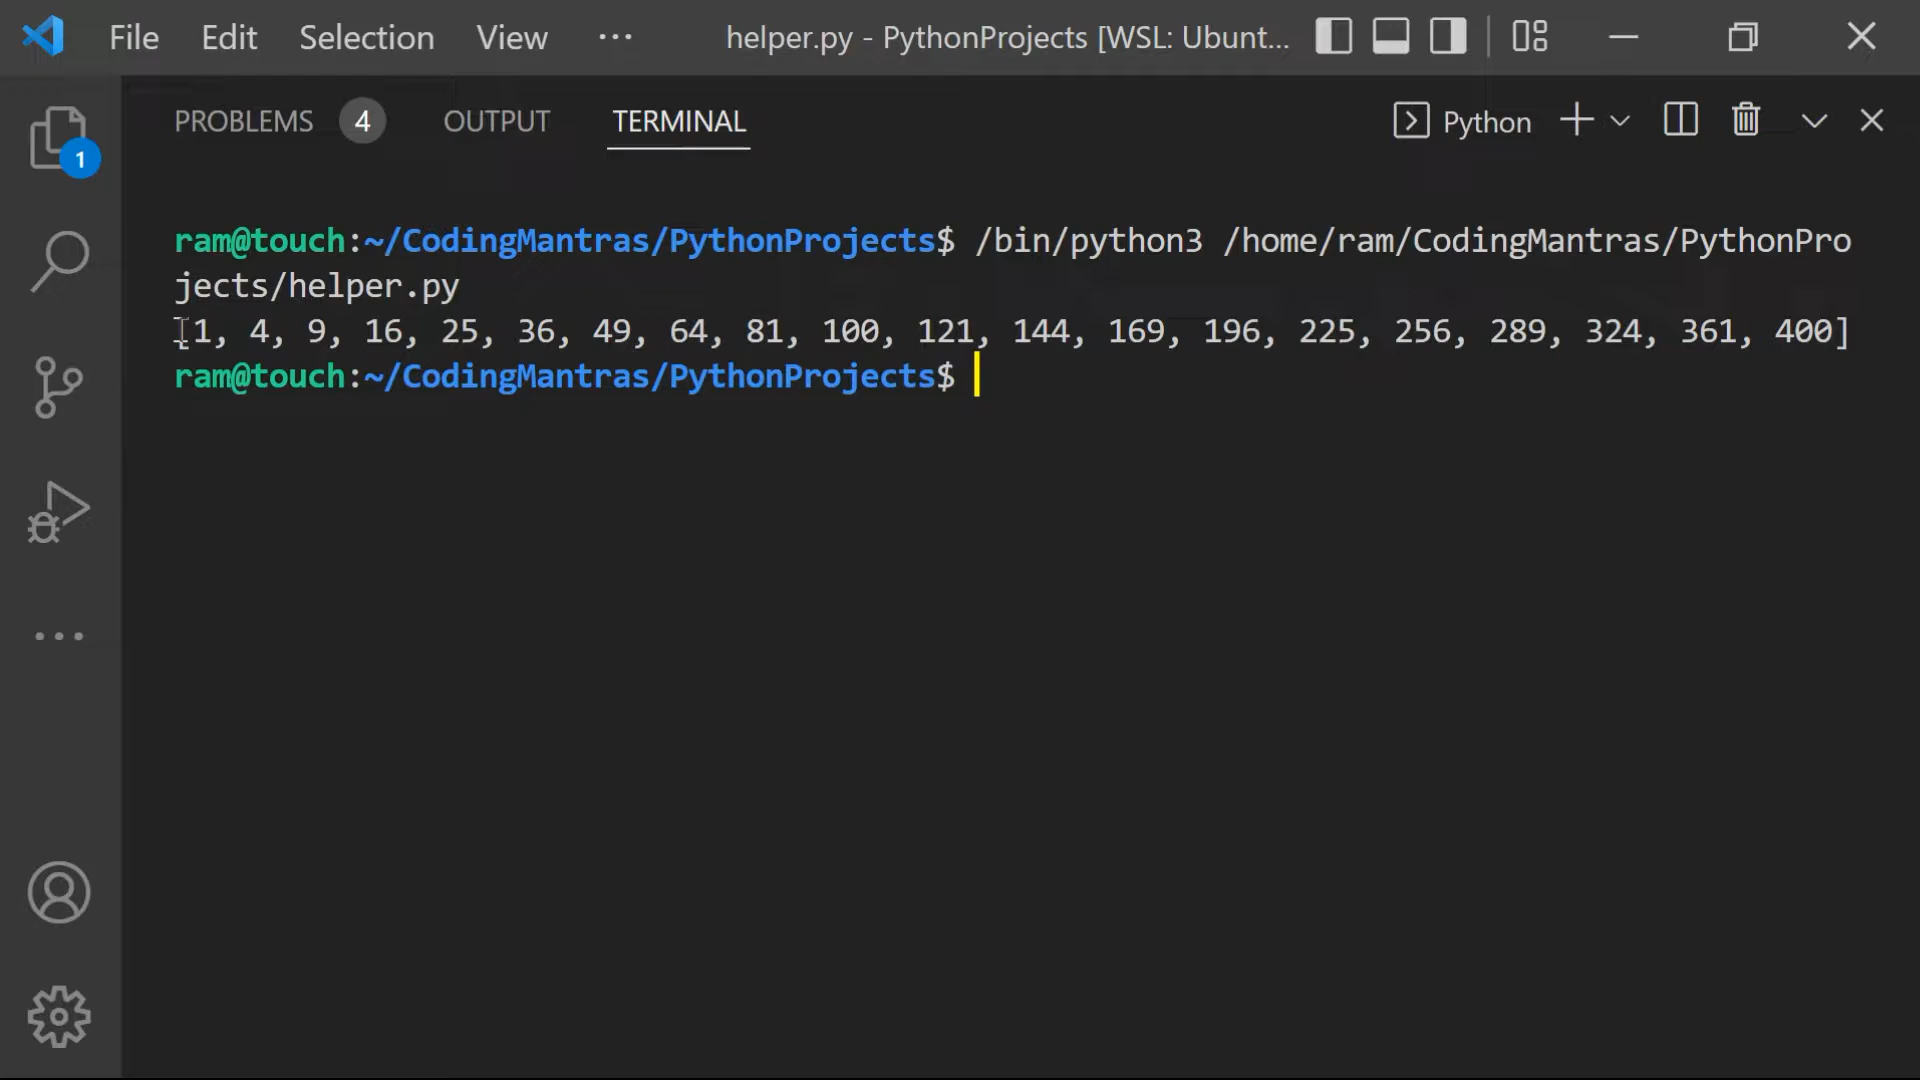 File Edit Selection View ··· helper.py - PythonProjects [WSL: Ubunt...
PROBLEMS 4 OUTPUT TERMINAL Python
1
ram@touch:~/CodingMantras/PythonProjects$ /bin/python3 /home/ram/CodingMantras/PythonPro
jects/helper.py
[1, 4, 9, 16, 25, 36, 49, 64, 81, 100, 121, 144, 169, 196, 225, 256, 289, 324, 361, 400]
ram@touch:~/CodingMantras/PythonProjects$